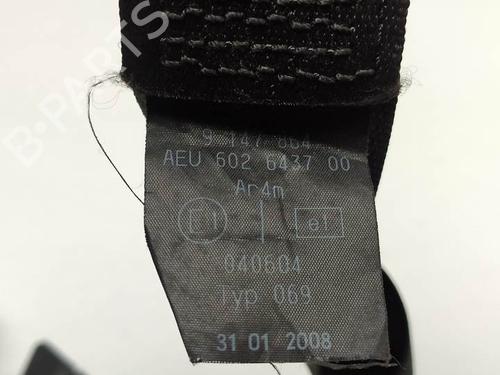 B-PARTS
9 147 864
AEU 602 6437 00
Ar4m
E1 e1
040604
Typ 069
31 01 2008